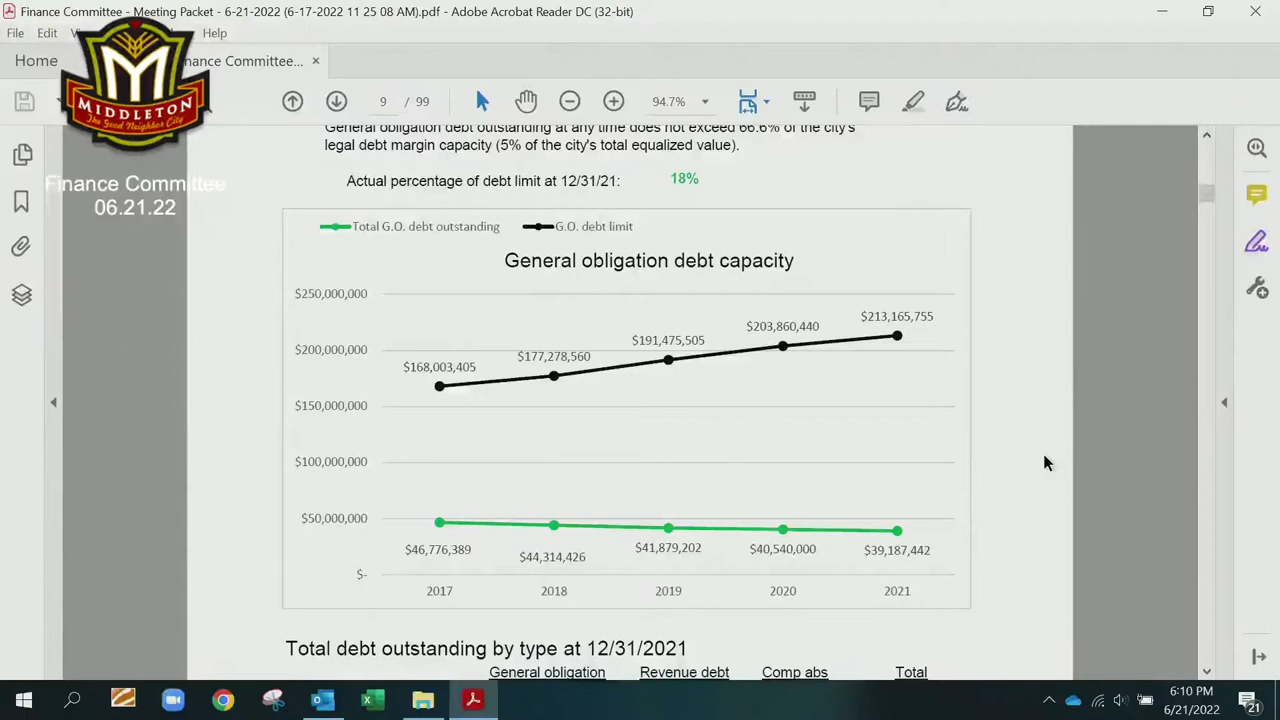 Finance Committee - Meeting Packet - 6-21-2022 (6-17-2022 11 25 08 AM).pdf - Adobe Acrobat Reader DC (32-bit)
File Edit Help
Home nance Committee... ×
9 / 99 94.7%
M
MIDDLETON
The Good Neighbor City
Finance Committee
06.21.22
General obligation debt outstanding at any time does not exceed 66.6% of the city's
legal debt margin capacity (5% of the city's total equalized value).
Actual percentage of debt limit at 12/31/21: 18%
Total G.O. debt outstanding G.O. debt limit
General obligation debt capacity
$250,000,000
$213,165,755
$203,860,440
$191,475,505
$200,000,000
$177,278,560
$168,003,405
$150,000,000
$100,000,000
$50,000,000
$46,776,389 $44,314,426 $41,879,202 $40,540,000 $39,187,442
$-
2017 2018 2019 2020 2021
Total debt outstanding by type at 12/31/2021
General obligation Revenue debt Comp abs Total
6:10 PM
6/21/2022
21